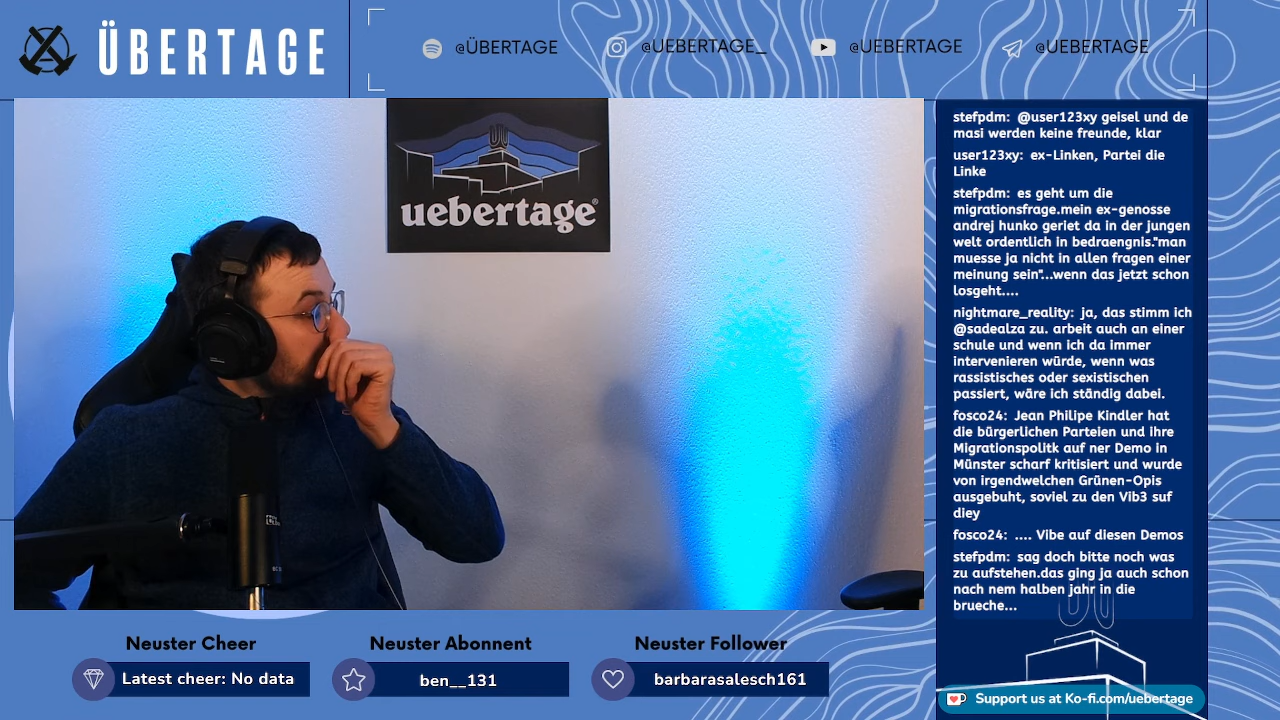 ÜBERTAGE
@ÜBERTAGE
@UEBERTAGE_
@UEBERTAGE
@UEBERTAGE
uebertage®
stefpdm: @user123xy geisel und de
masi werden keine freunde, klar
user123xy: ex-Linken, Partei die
Linke
stefpdm: es geht um die
migrationsfrage.mein ex-genosse
andrej hunko geriet da in der jungen
welt ordentlich in bedraengnis."man
muesse ja nicht in allen fragen einer
meinung sein"...wenn das jetzt schon
losgeht....
nightmare_reality: ja, das stimm ich
@sadealza zu. arbeit auch an einer
schule und wenn ich da immer
intervenieren würde, wenn was
rassistisches oder sexistischen
passiert, wäre ich ständig dabei.
fosco24: Jean Philipe Kindler hat
die bürgerlichen Parteien und ihre
Migrationspolitk auf ner Demo in
Münster scharf kritisiert und wurde
von irgendwelchen Grünen-Opis
ausgebuht, soviel zu den Vib3 suf
diey
fosco24: .... Vibe auf diesen Demos
stefpdm: sag doch bitte noch was
zu aufstehen.das ging ja auch schon
nach nem halben jahr in die
brueche...
Neuster Cheer
Latest cheer: No data
Neuster Abonnent
ben__131
Neuster Follower
barbarasalesch161
Support us at Ko-fi.com/uebertage